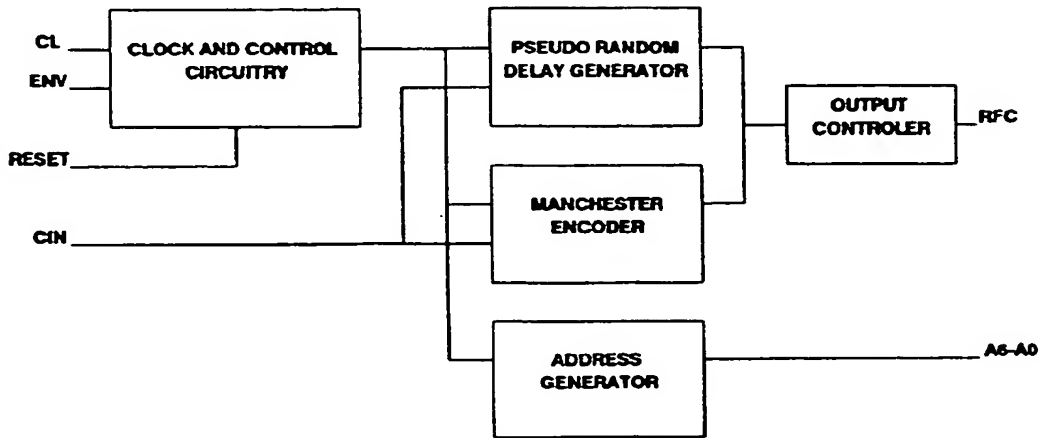 CL
ENV
RESET
CIN
CLOCK AND CONTROL
CIRCUITRY
PSEUDO RANDOM
DELAY GENERATOR
MANCHESTER
ENCODER
ADDRESS
GENERATOR
OUTPUT
CONTROLER
RFC
A6-A0